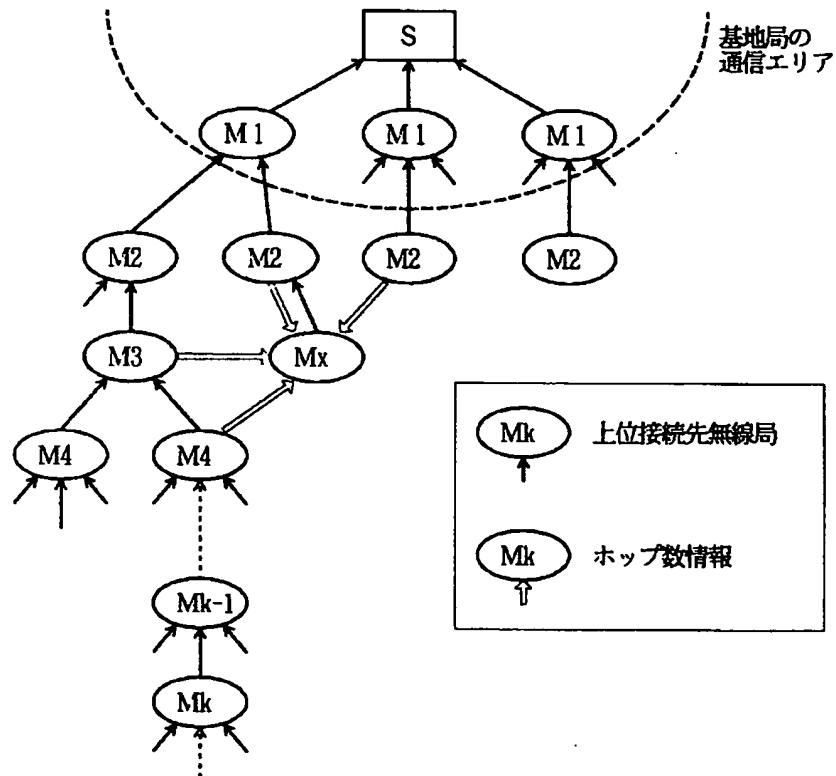 S
基地局の
通信エリア
M1 M1 M1
M2 M2 M2 M2
M3 Mx
M4 M4
Mk 上位接続先無線局
Mk ホップ数情報
Mk-1
Mk